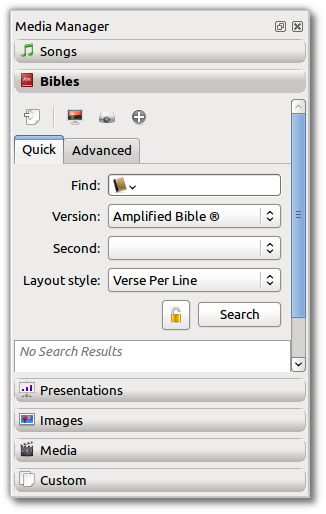 Media Manager
Songs
Bibles
Quick Advanced
Find:
Version: Amplified Bible ®
Second:
Layout style: Verse Per Line
Search
No Search Results
Presentations
Images
Media
Custom